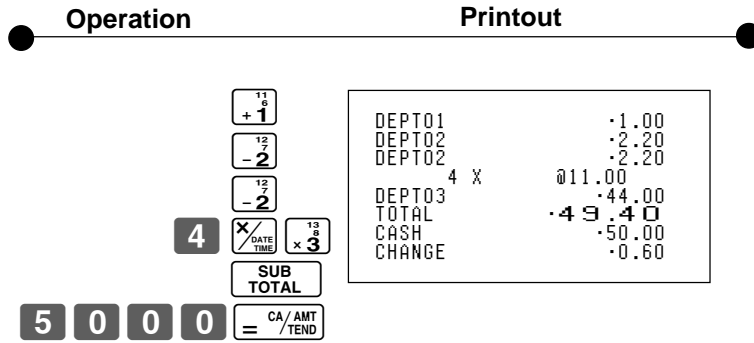 Operation Printout
11
6
+ 1
12
7
- 2
12
7
- 2
4 ×/DATE TIME 13
8
× 3
SUB
TOTAL
5 0 0 0 = CA/AMT
/TEND
DEPT01 ·1.00
DEPT02 ·2.20
DEPT02 ·2.20
4 X @11.00
DEPT03 ·44.00
TOTAL ·49.40
CASH ·50.00
CHANGE ·0.60